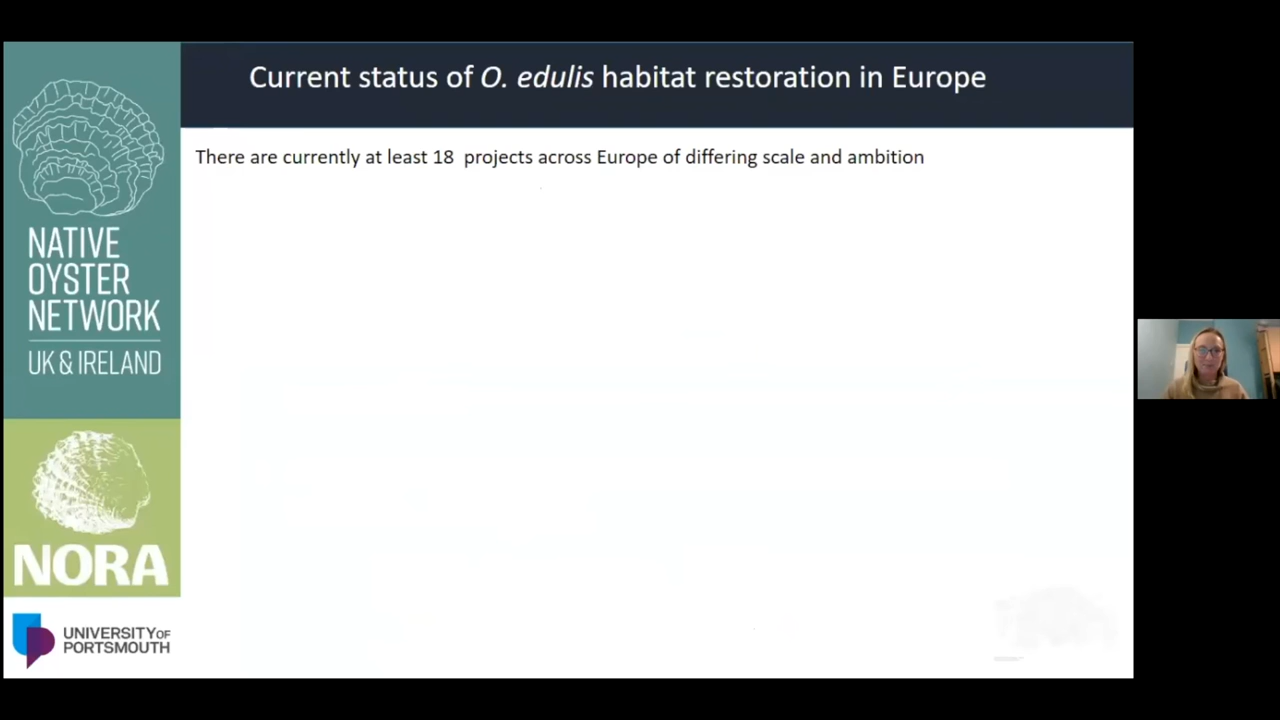 Current status of O. edulis habitat restoration in Europe
There are currently at least 18 projects across Europe of differing scale and ambition
NATIVE
OYSTER
NETWORK
UK & IRELAND
NORA
UNIVERSITY OF
PORTSMOUTH